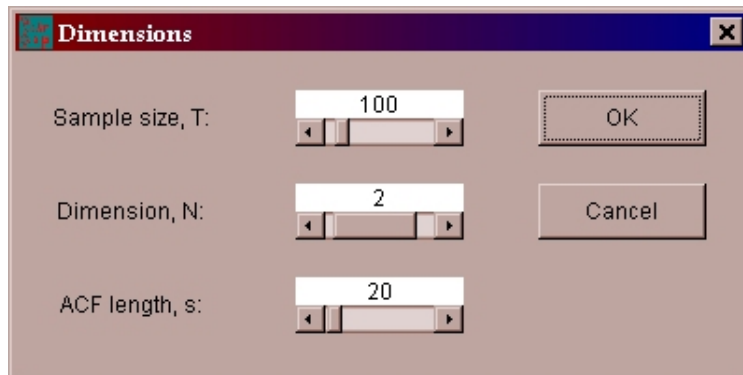 Dimensions
Sample size, T:
100
OK
Dimension, N:
2
Cancel
ACF length, s:
20